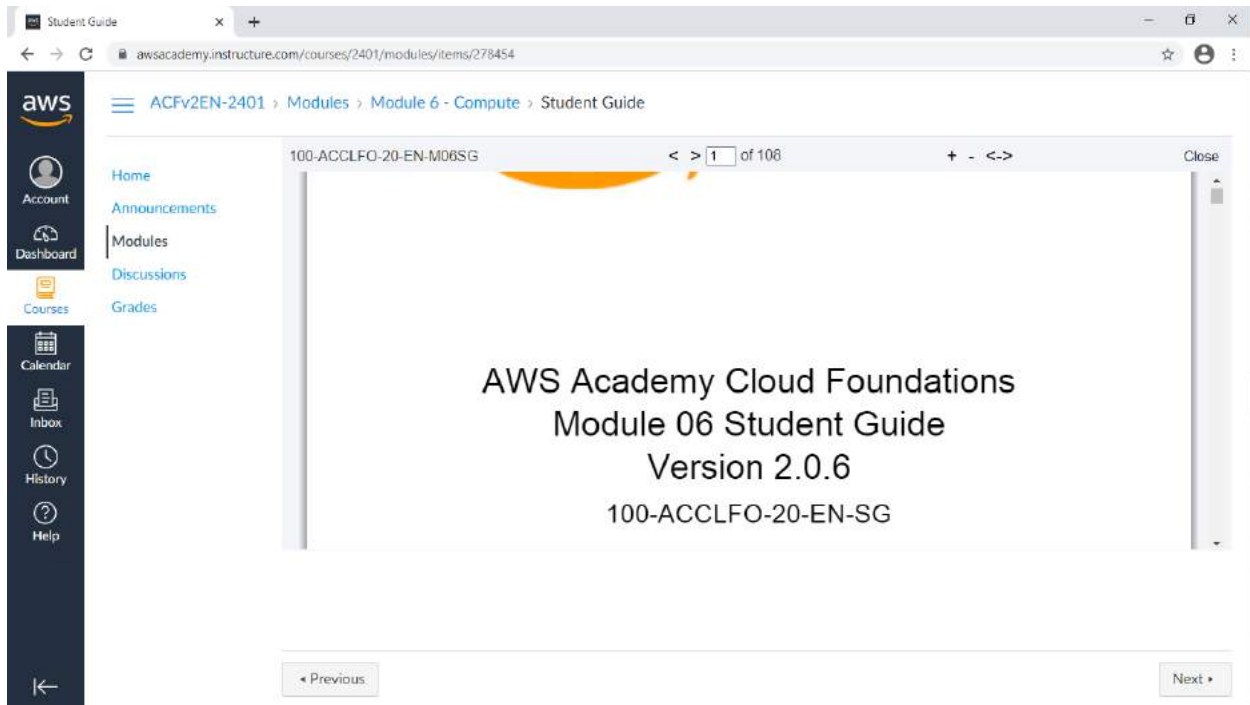 Student Guide
awsacademy.instructure.com/courses/2401/modules/items/278454
aws
ACFv2EN-2401 › Modules › Module 6 - Compute › Student Guide
Account
Dashboard
Courses
Calendar
Inbox
History
Help
Home
Announcements
Modules
Discussions
Grades
100-ACCLFO-20-EN-M06SG < > 1 of 108 + - <-> Close
AWS Academy Cloud Foundations
Module 06 Student Guide
Version 2.0.6
100-ACCLFO-20-EN-SG
◂ Previous
Next ▸